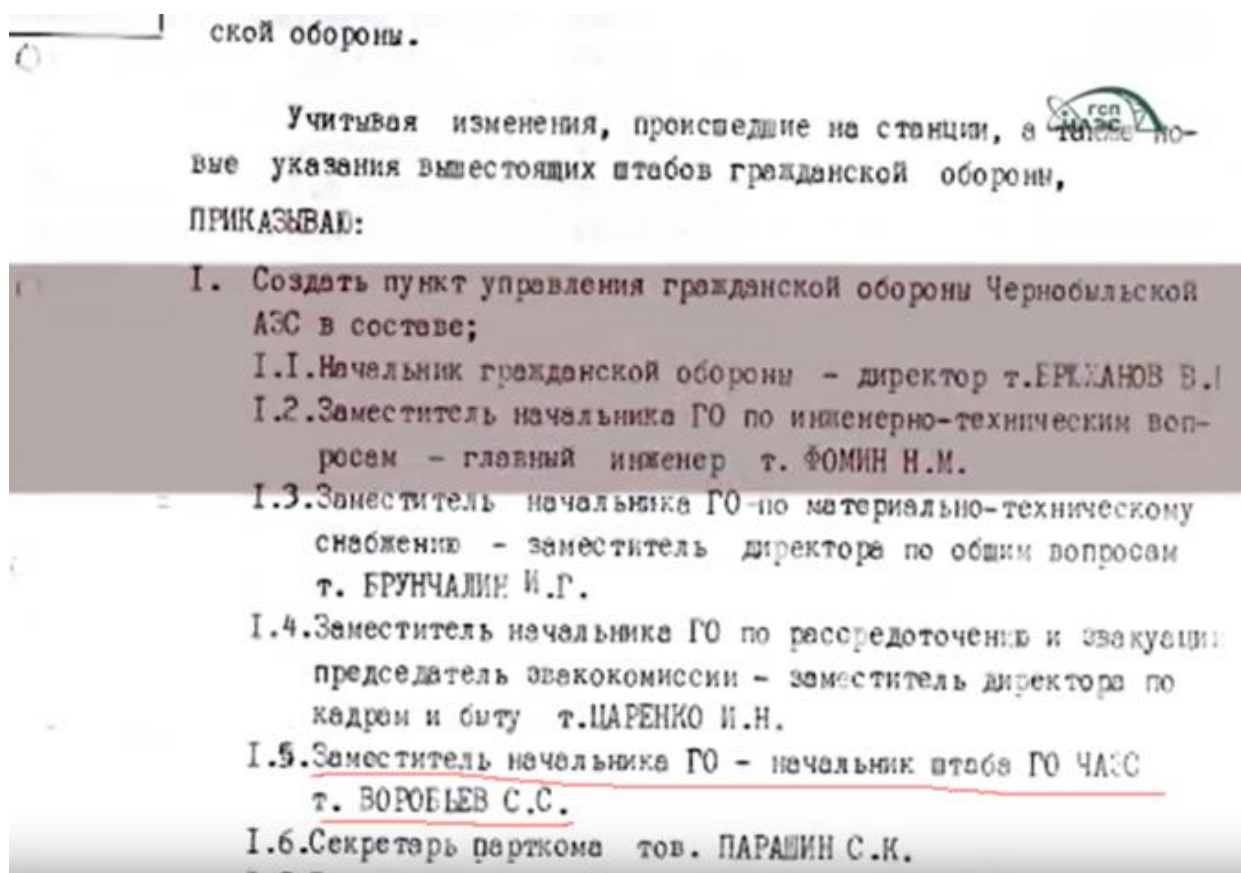 ской обороны.
гсп
АЭС
Учитывая изменения, происшедшие на станции, а также но-
вые указания вышестоящих штабов гражданской обороны,
ПРИКАЗЫВАЮ:
I. Создать пункт управления гражданской обороны Чернобыльской
АЭС в составе;
I.I.Начальник гражданской обороны - директор т.БРЮХАНОВ В.
I.2.Заместитель начальника ГО по инженерно-техническим воп-
росам - главный инженер т. ФОМИН Н.М.
I.3.Заместитель начальника ГО по материально-техническому
снабжению - заместитель директора по общим вопросам
т. БРУНЧАЛИН И.Г.
I.4.Заместитель начальника ГО по рассредоточению и эвакуации
председатель эвакокомиссии - заместитель директора по
кадрам и быту т.ЦАРЕНКО И.Н.
I.5.Заместитель начальника ГО - начальник штаба ГО ЧАЭС
т. ВОРОБЬЕВ С.С.
I.6.Секретарь парткома тов. ПАРАШИН С.К.